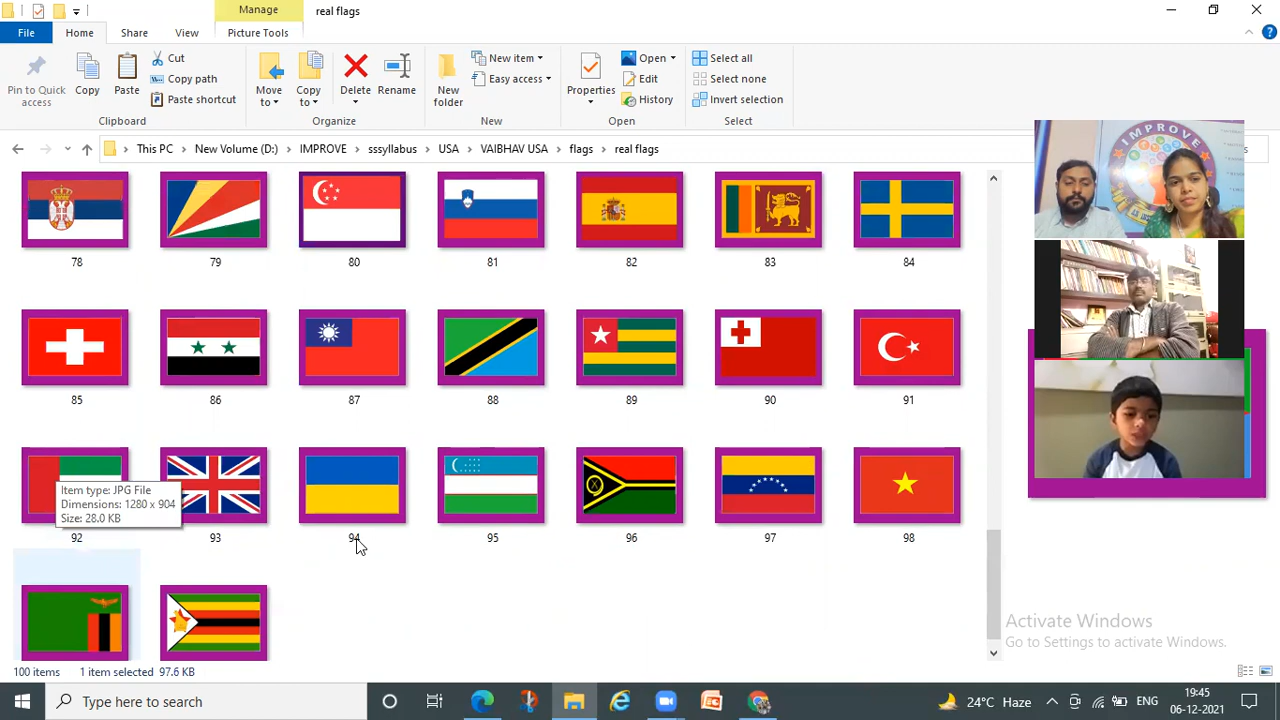 Manage
real flags
File
Home
Share
View
Picture Tools
Pin to Quick access
Copy
Paste
Cut
Copy path
Paste shortcut
Clipboard
Move to
Copy to
Delete
Rename
Organize
New folder
New item
Easy access
New
Properties
Open
Edit
History
Open
Select all
Select none
Invert selection
Select
This PC > New Volume (D:) > IMPROVE > sssyllabus > USA > VAIBHAV USA > flags > real flags
IMPROVE
78 79 80 81 82 83 84
85 86 87 88 89 90 91
Item type: JPG File
Dimensions: 1280 x 904
Size: 28.0 KB
92 93 94 95 96 97 98
Activate Windows
Go to Settings to activate Windows.
100 items 1 item selected 97.6 KB
Type here to search
24°C Haze
ENG
19:45
06-12-2021